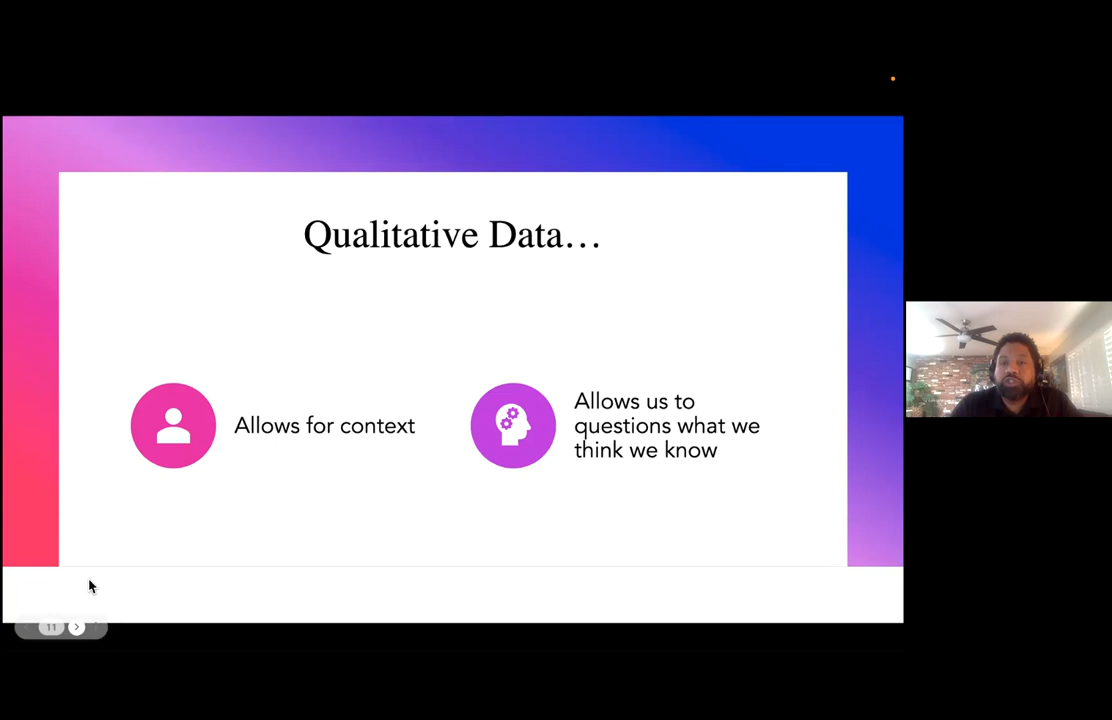 Qualitative Data…
Allows for context
Allows us to
questions what we
think we know
11